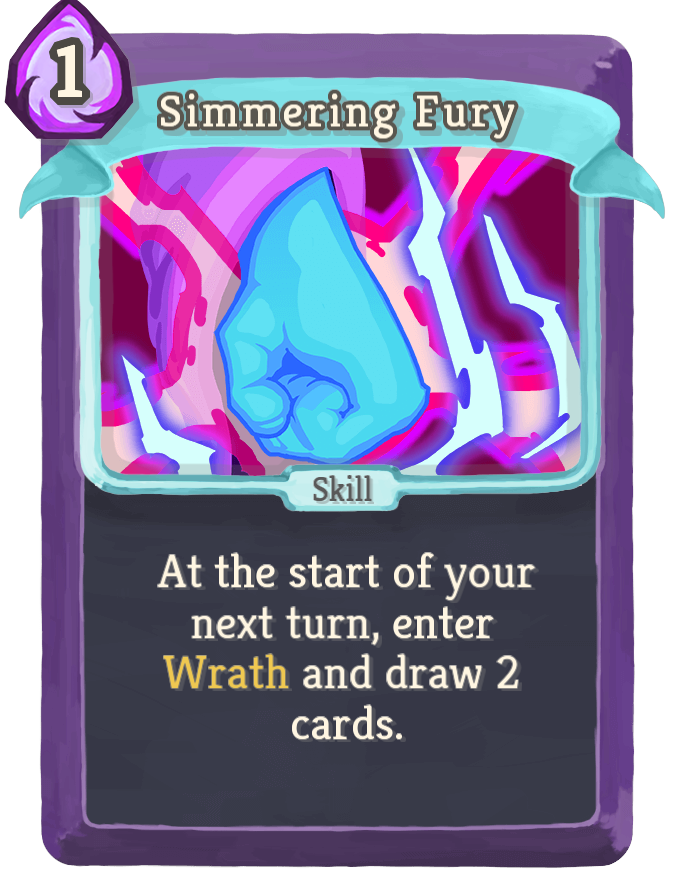 1
Simmering Fury
Skill
At the start of your
next turn, enter
Wrath and draw 2
cards.